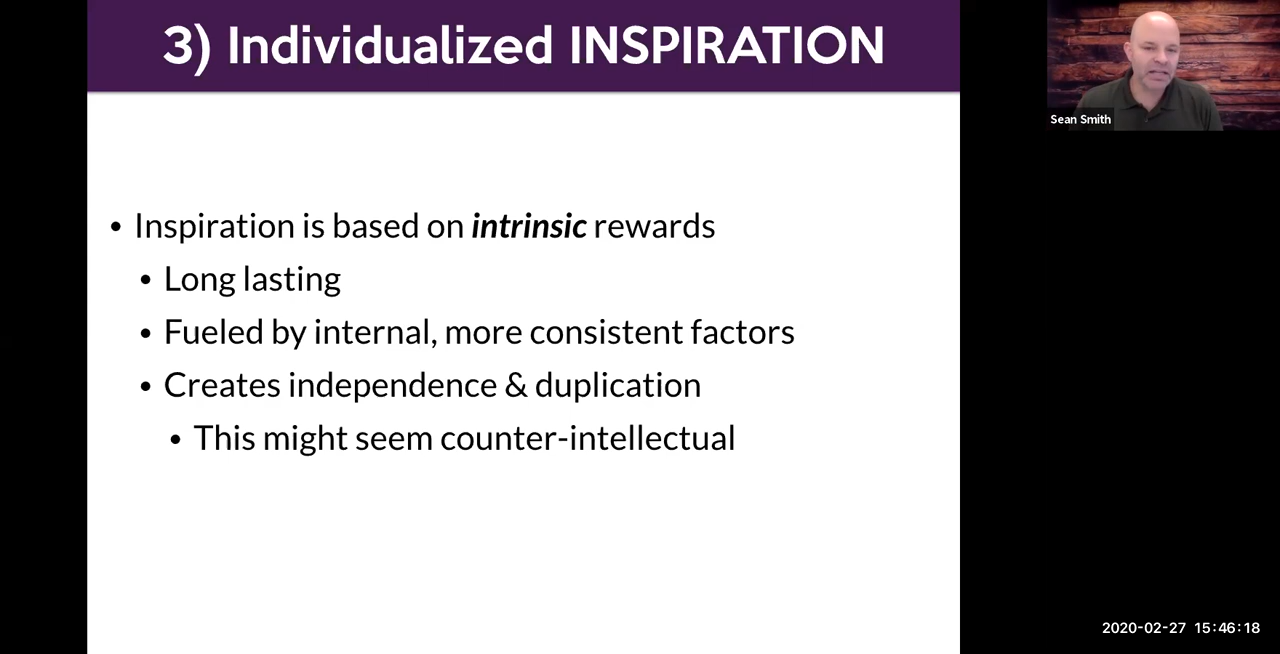 3) Individualized INSPIRATION
Sean Smith
• Inspiration is based on intrinsic rewards
• Long lasting
• Fueled by internal, more consistent factors
• Creates independence & duplication
• This might seem counter-intellectual
2020-02-27 15:46:18